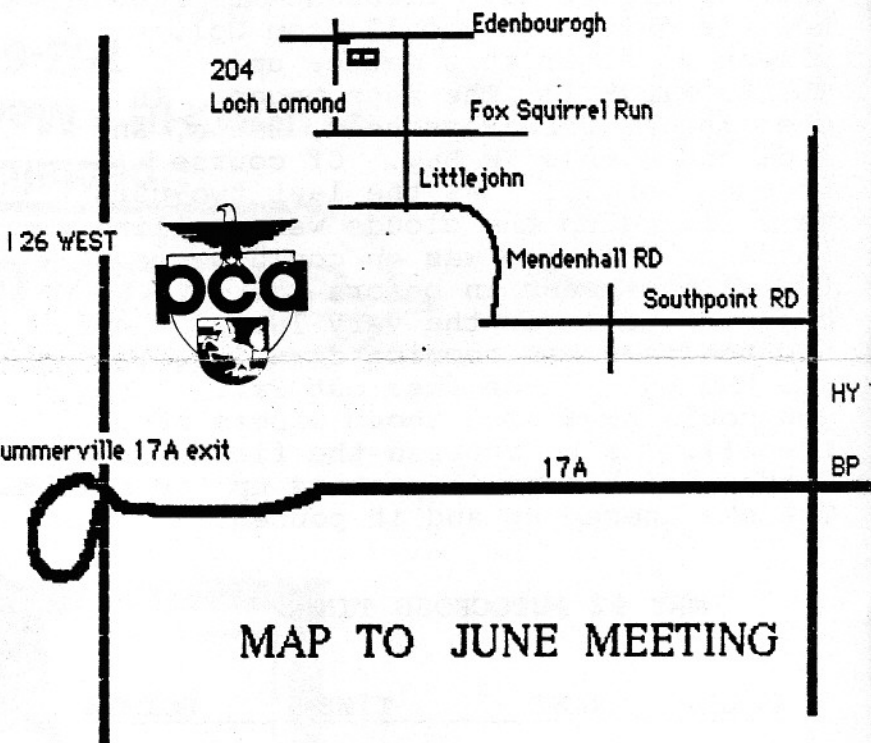 Edenbourogh
204
Loch Lomond
Fox Squirrel Run
Littlejohn
I 26 WEST
pca
Mendenhall RD
Southpoint RD
HY
ummerville 17A exit
17A
BP
MAP TO JUNE MEETING